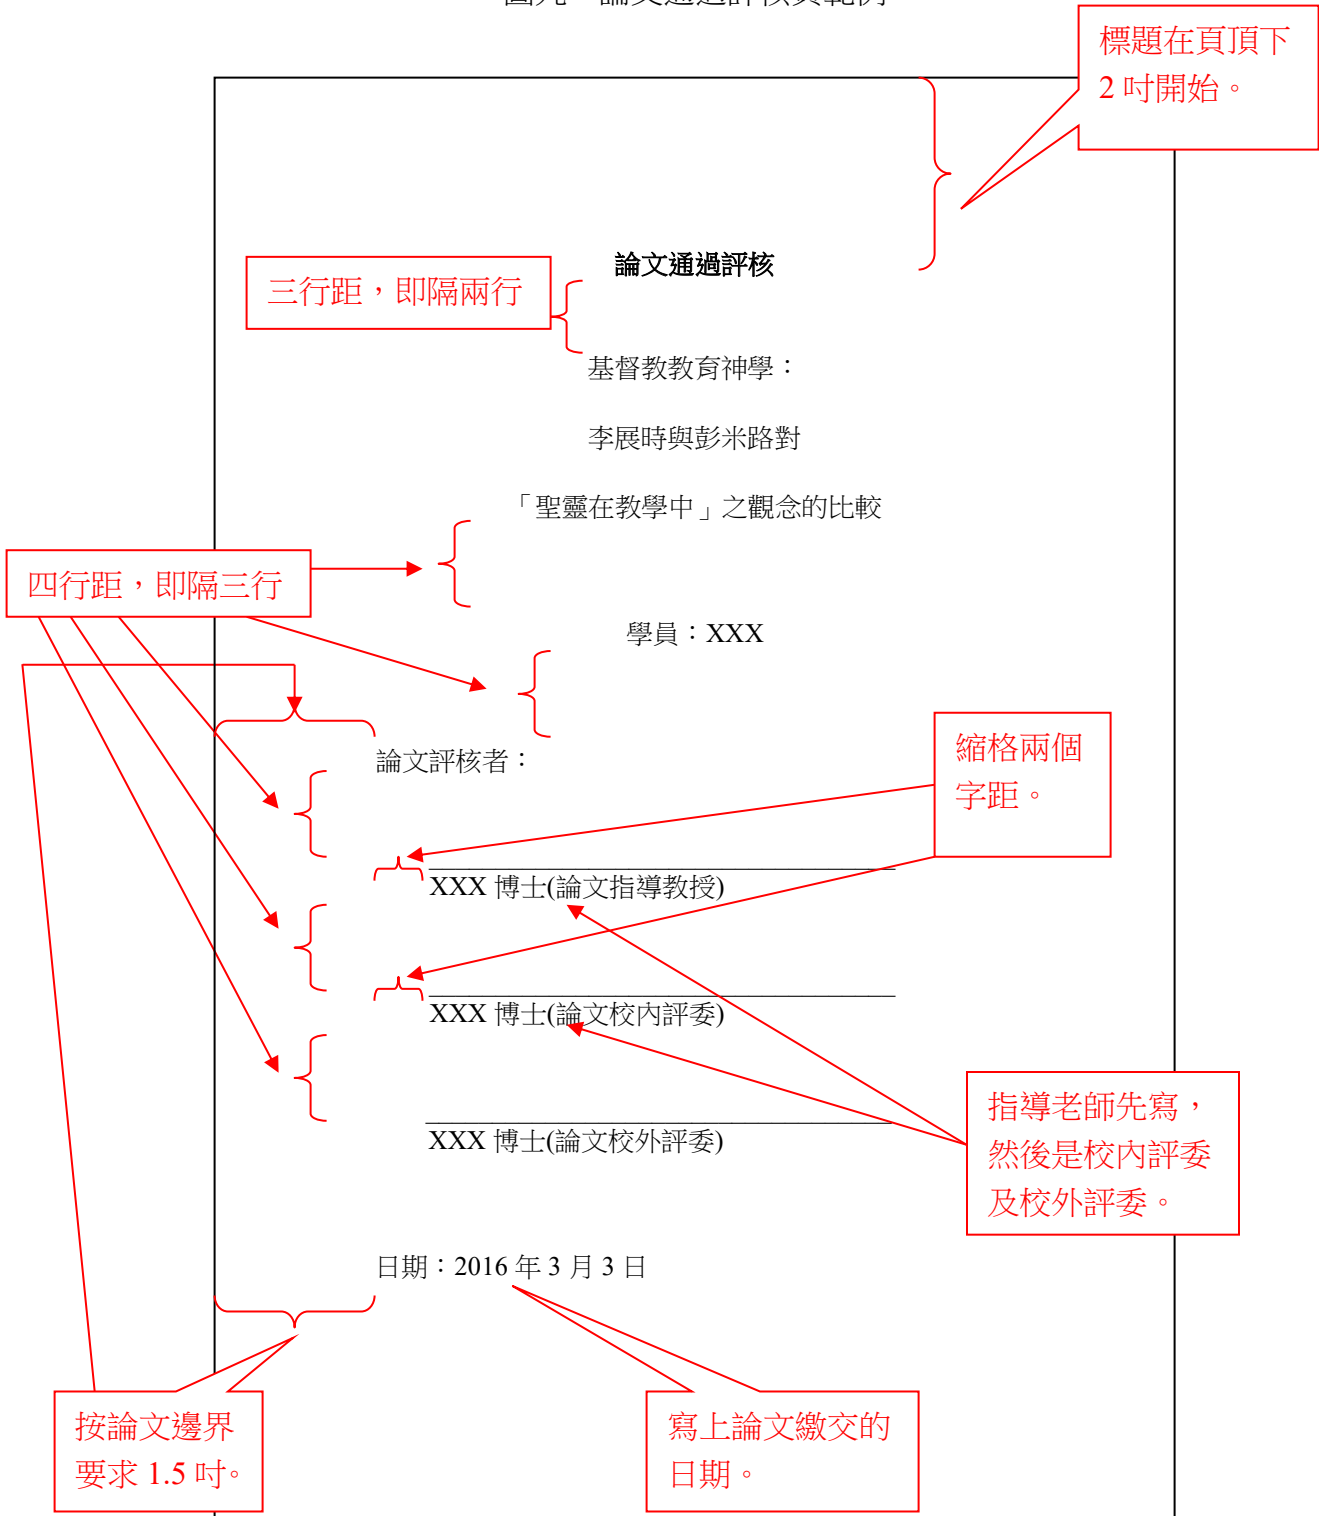 標題在頁頂下
2 吋開始。
論文通過評核
三行距，即隔兩行
基督教教育神學：
李展時與彭米路對
「聖靈在教學中」之觀念的比較
四行距，即隔三行
學員：XXX
論文評核者：
縮格兩個
字距。
XXX 博士(論文指導教授)
XXX 博士(論文校內評委)
XXX 博士(論文校外評委)
指導老師先寫，
然後是校內評委
及校外評委。
日期：2016 年 3 月 3 日
按論文邊界
要求 1.5 吋。
寫上論文繳交的
日期。